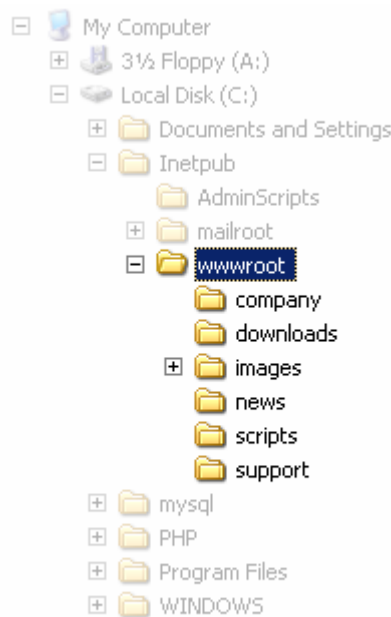 My Computer
3½ Floppy (A:)
Local Disk (C:)
Documents and Settings
Inetpub
AdminScripts
mailroot
wwwroot
company
downloads
images
news
scripts
support
mysql
PHP
Program Files
WINDOWS